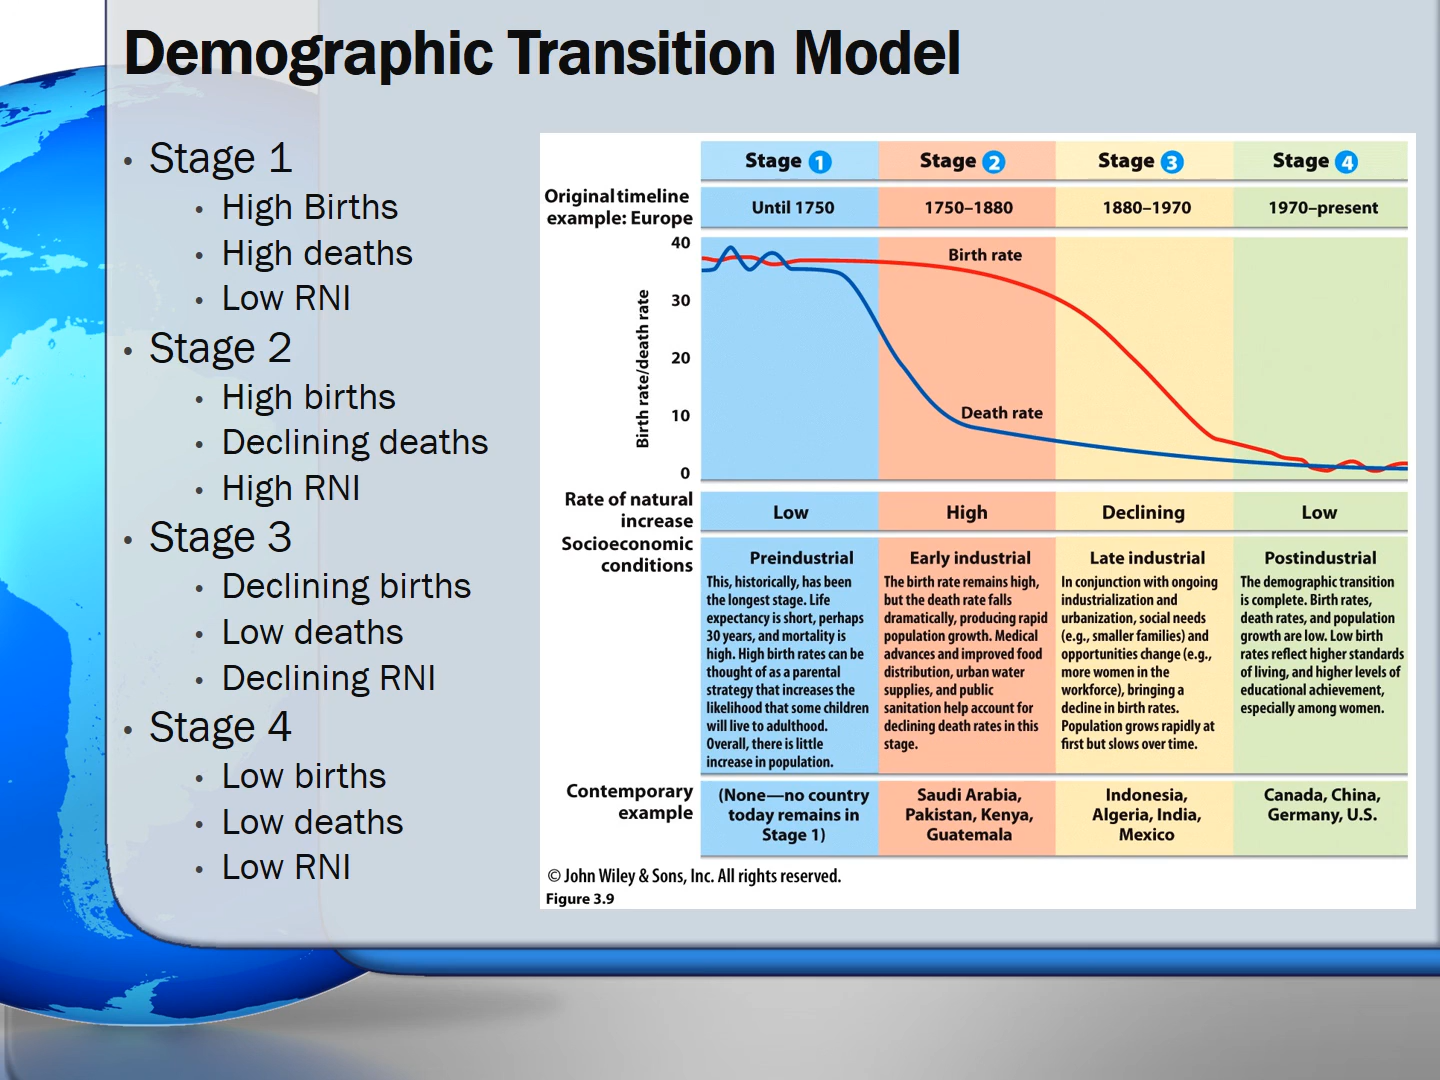 Demographic Transition Model
• Stage 1
• High Births
• High deaths
• Low RNI
• Stage 2
• High births
• Declining deaths
• High RNI
• Stage 3
• Declining births
• Low deaths
• Declining RNI
• Stage 4
• Low births
• Low deaths
• Low RNI
Stage 1 Stage 2 Stage 3 Stage 4
Original timeline
example: Europe
Until 1750 1750–1880 1880–1970 1970–present
Birth rate/death rate
40
30
20
10
0
Birth rate
Death rate
Rate of natural
increase
Low High Declining Low
Socioeconomic
conditions
Preindustrial
This, historically, has been
the longest stage. Life
expectancy is short, perhaps
30 years, and mortality is
high. High birth rates can be
thought of as a parental
strategy that increases the
likelihood that some children
will live to adulthood.
Overall, there is little
increase in population.
Early industrial
The birth rate remains high,
but the death rate falls
dramatically, producing rapid
population growth. Medical
advances and improved food
distribution, urban water
supplies, and public
sanitation help account for
declining death rates in this
stage.
Late industrial
In conjunction with ongoing
industrialization and
urbanization, social needs
(e.g., smaller families) and
opportunities change (e.g.,
more women in the
workforce), bringing a
decline in birth rates.
Population grows rapidly at
first but slows over time.
Postindustrial
The demographic transition
is complete. Birth rates,
death rates, and population
growth are low. Low birth
rates reflect higher standards
of living, and higher levels of
educational achievement,
especially among women.
Contemporary
example
(None—no country
today remains in
Stage 1)
Saudi Arabia,
Pakistan, Kenya,
Guatemala
Indonesia,
Algeria, India,
Mexico
Canada, China,
Germany, U.S.
© John Wiley & Sons, Inc. All rights reserved.
Figure 3.9